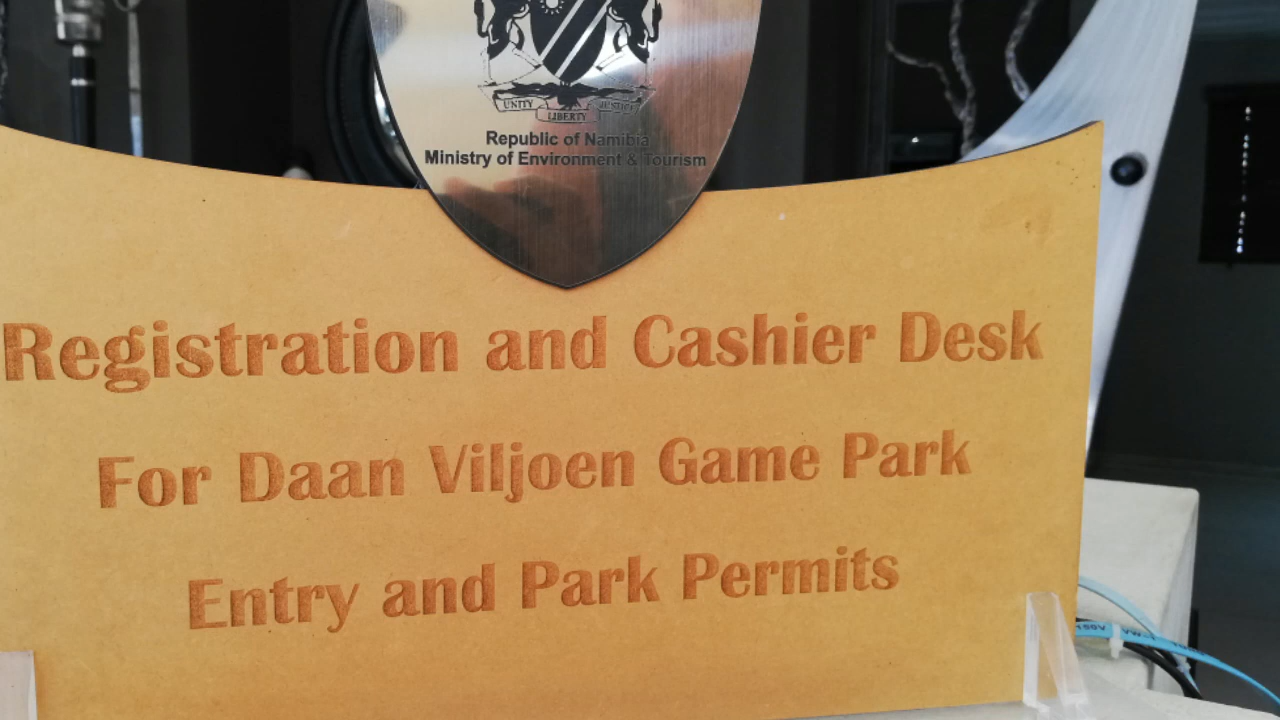 UNITY
LIBERTY
JUSTICE
Republic of Namibia
Ministry of Environment & Tourism
Registration and Cashier Desk
For Daan Viljoen Game Park
Entry and Park Permits